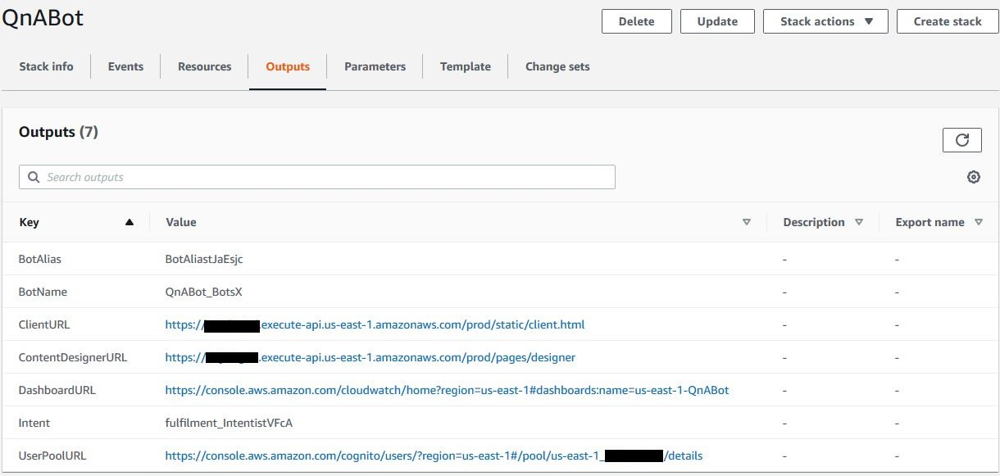 QnABot
Delete Update Stack actions Create stack
Stack info Events Resources Outputs Parameters Template Change sets
Outputs (7)
Search outputs
Key Value Description Export name
BotAlias BotAliastJaEsjc - -
BotName QnABot_BotsX - -
ClientURL https:// .execute-api.us-east-1.amazonaws.com/prod/static/client.html - -
ContentDesignerURL https:// .execute-api.us-east-1.amazonaws.com/prod/pages/designer - -
DashboardURL https://console.aws.amazon.com/cloudwatch/home?region=us-east-1#dashboards:name=us-east-1-QnABot - -
Intent fulfilment_IntentistVFcA - -
UserPoolURL https://console.aws.amazon.com/cognito/users/?region=us-east-1#/pool/us-east-1_ /details - -